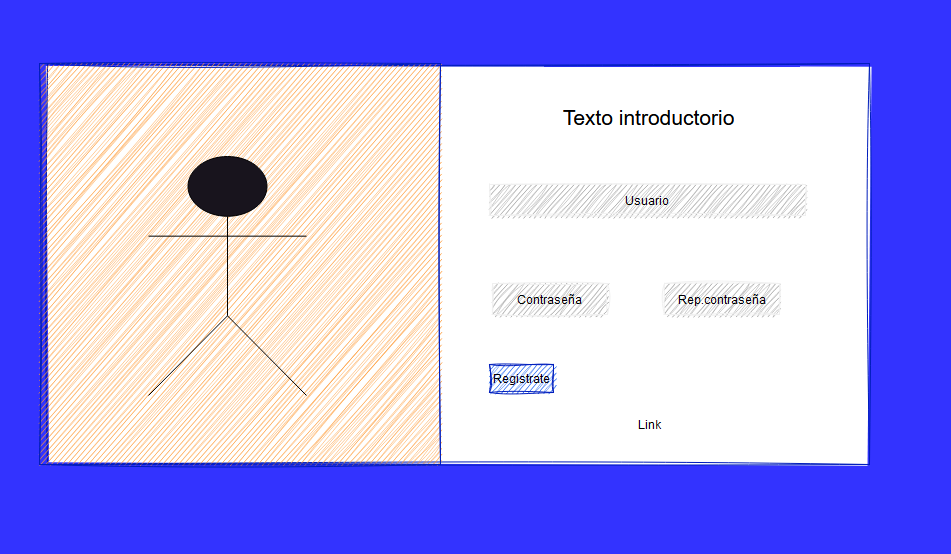 Texto introductorio
Usuario
Contraseña
Rep.contraseña
Registrate
Link